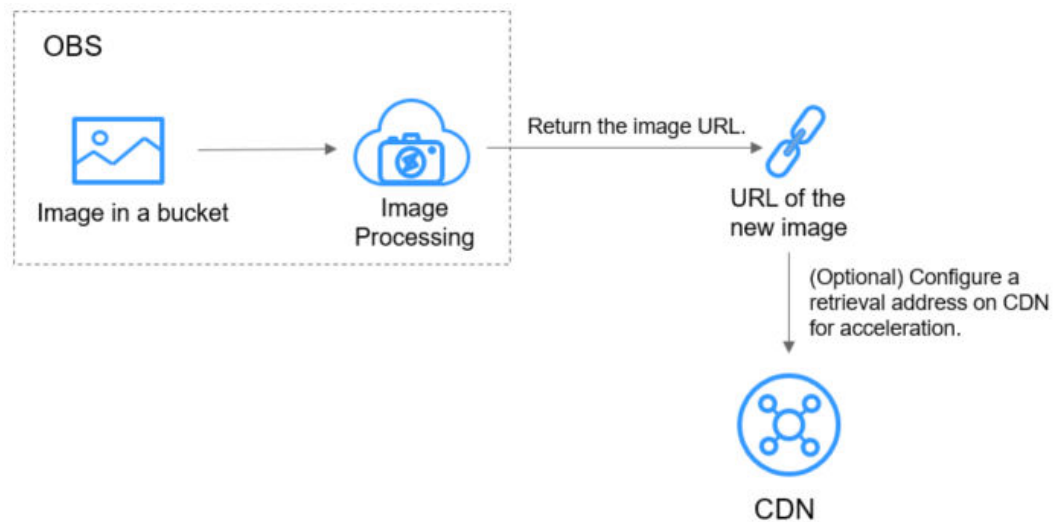 OBS
Image in a bucket
Image
Processing
Return the image URL.
URL of the
new image
(Optional) Configure a
retrieval address on CDN
for acceleration.
CDN